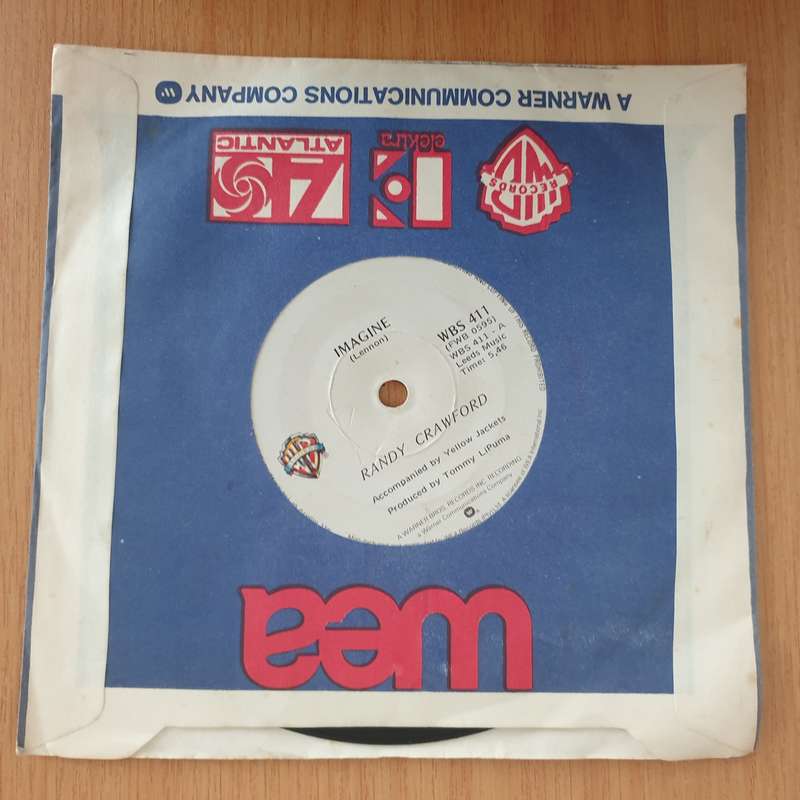 A WARNER COMMUNICATIONS COMPANY
ATLANTIC
elektra
WB
RECORDS
IMAGINE
(Lennon)
WBS 411
(FWB 0595)
WBS 411 - A
Leeds Music
Time: 5,46
RANDY CRAWFORD
Accompanied by Yellow Jackets
Produced by Tommy LiPuma
A WARNER BROS. RECORDS INC. RECORDING
a Warner Communications Company
wea